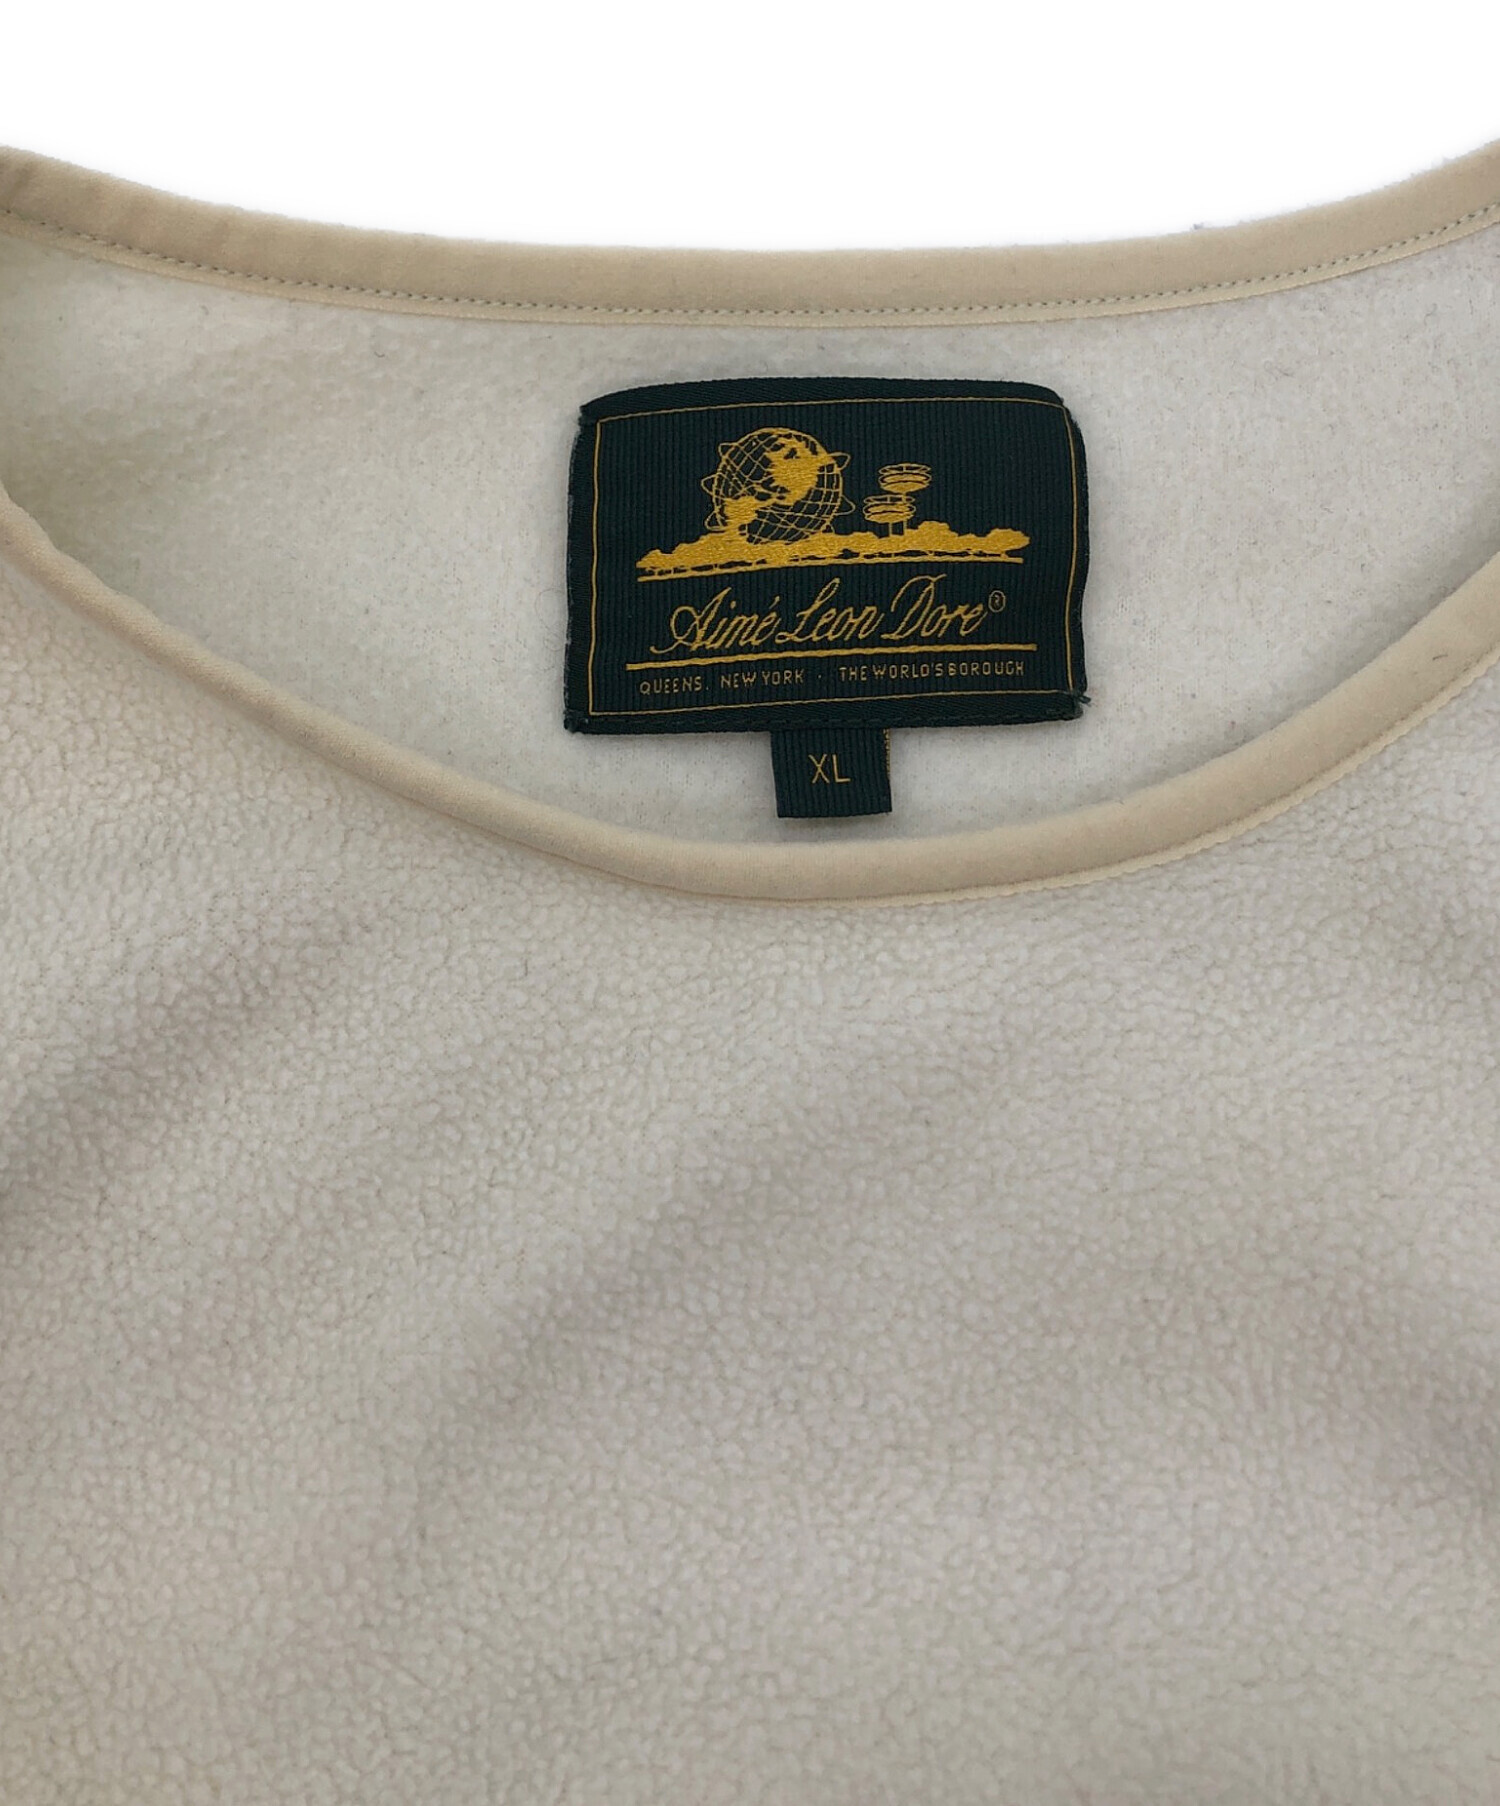 Aimé Leon Dore®
QUEENS, NEW YORK · THE WORLD'S BOROUGH
XL